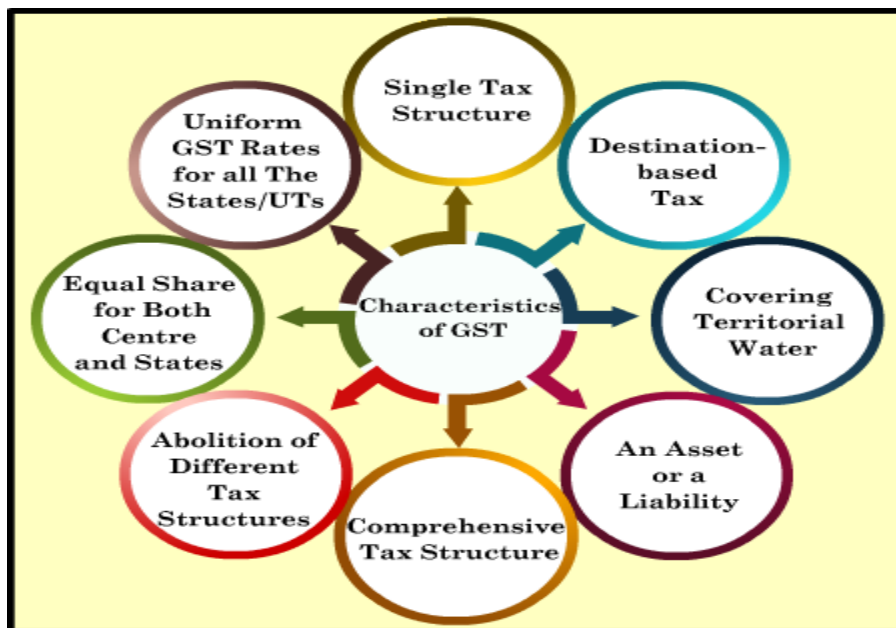 Characteristics
of GST
Single Tax
Structure
Destination-
based
Tax
Covering
Territorial
Water
An Asset
or a
Liability
Comprehensive
Tax Structure
Abolition of
Different
Tax
Structures
Equal Share
for Both
Centre
and States
Uniform
GST Rates
for all The
States/UTs